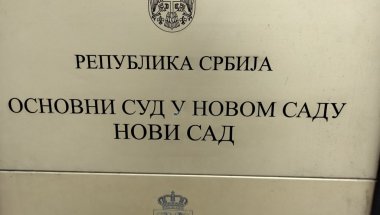 РЕПУБЛИКА СРБИЈА
ОСНОВНИ СУД У НОВОМ САДУ
НОВИ САД